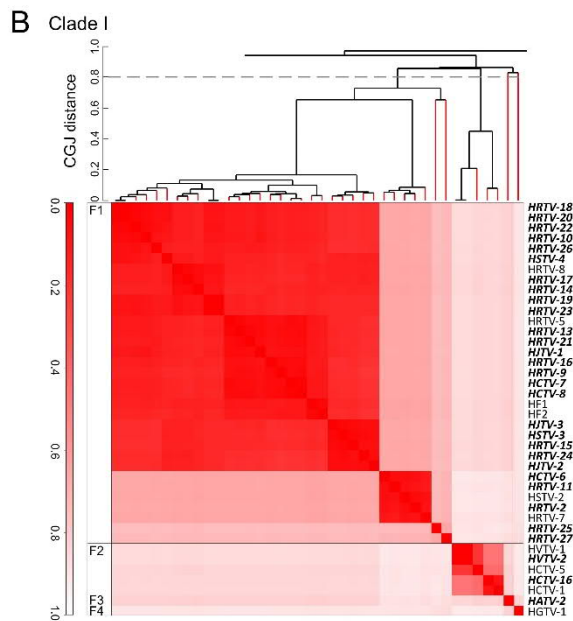 B Clade I
CGJ distance
1.0
0.8
0.6
0.4
0.2
0
0.0
0.2
0.4
0.6
0.8
1.0
F1
F2
F3
F4
HRTV-18
HRTV-20
HRTV-22
HRTV-10
HRTV-26
HSTV-4
HRTV-8
HRTV-17
HRTV-14
HRTV-19
HRTV-23
HRTV-5
HRTV-13
HRTV-21
HJTV-1
HRTV-16
HRTV-9
HCTV-7
HCTV-8
HF1
HF2
HJTV-3
HSTV-3
HRTV-15
HRTV-24
HJTV-2
HCTV-6
HRTV-11
HSTV-2
HRTV-2
HRTV-7
HRTV-25
HRTV-27
HVTV-1
HVTV-2
HCTV-5
HCTV-16
HCTV-1
HATV-2
HGTV-1